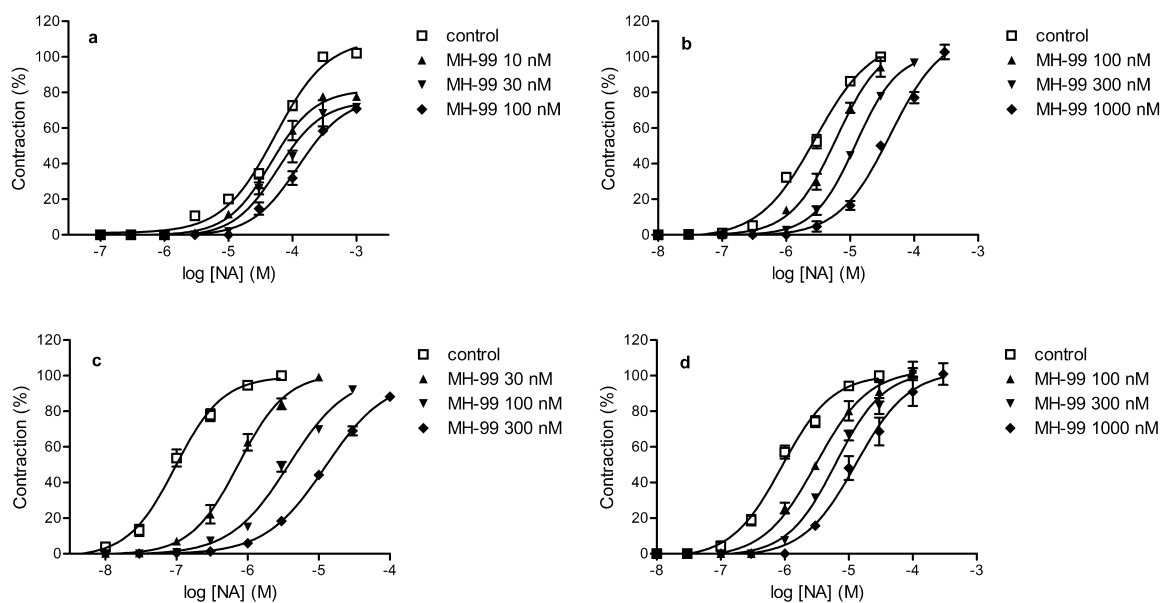 a
120
100
80
60
40
20
0
Contraction (%)
-7 -6 -5 -4 -3
log [NA] (M)
control
MH-99 10 nM
MH-99 30 nM
MH-99 100 nM
b
120
100
80
60
40
20
0
Contraction (%)
-8 -7 -6 -5 -4 -3
log [NA] (M)
control
MH-99 100 nM
MH-99 300 nM
MH-99 1000 nM
c
120
100
80
60
40
20
0
Contraction (%)
-8 -7 -6 -5 -4
log [NA] (M)
control
MH-99 30 nM
MH-99 100 nM
MH-99 300 nM
d
120
100
80
60
40
20
0
Contraction (%)
-8 -7 -6 -5 -4 -3
log [NA] (M)
control
MH-99 100 nM
MH-99 300 nM
MH-99 1000 nM